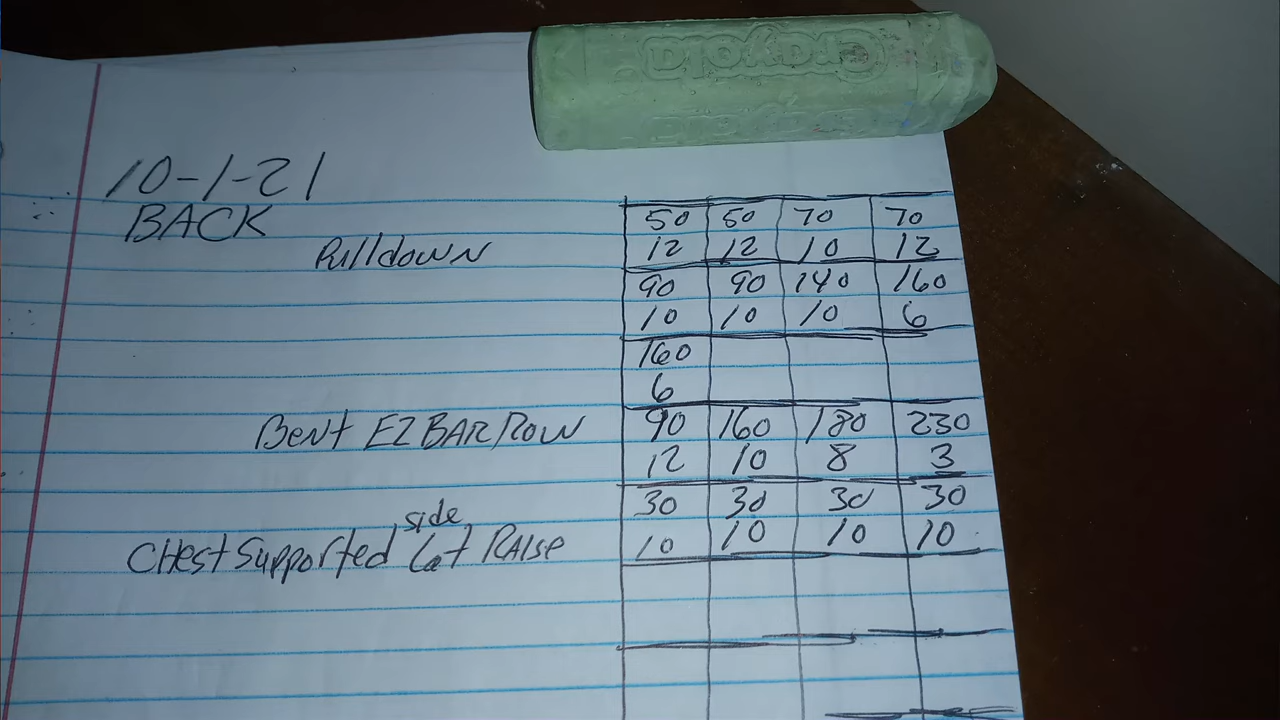 Crayola
10-1-21
BACK
Pulldown
50 50 70 70
12 12 10 12
90 90 140 160
10 10 10 6
160
6
Bent EZ BAR ROW
90 160 180 230
12 10 8 3
30 30 30 30
side
CHest Supported Lat RAISE
10 10 10 10